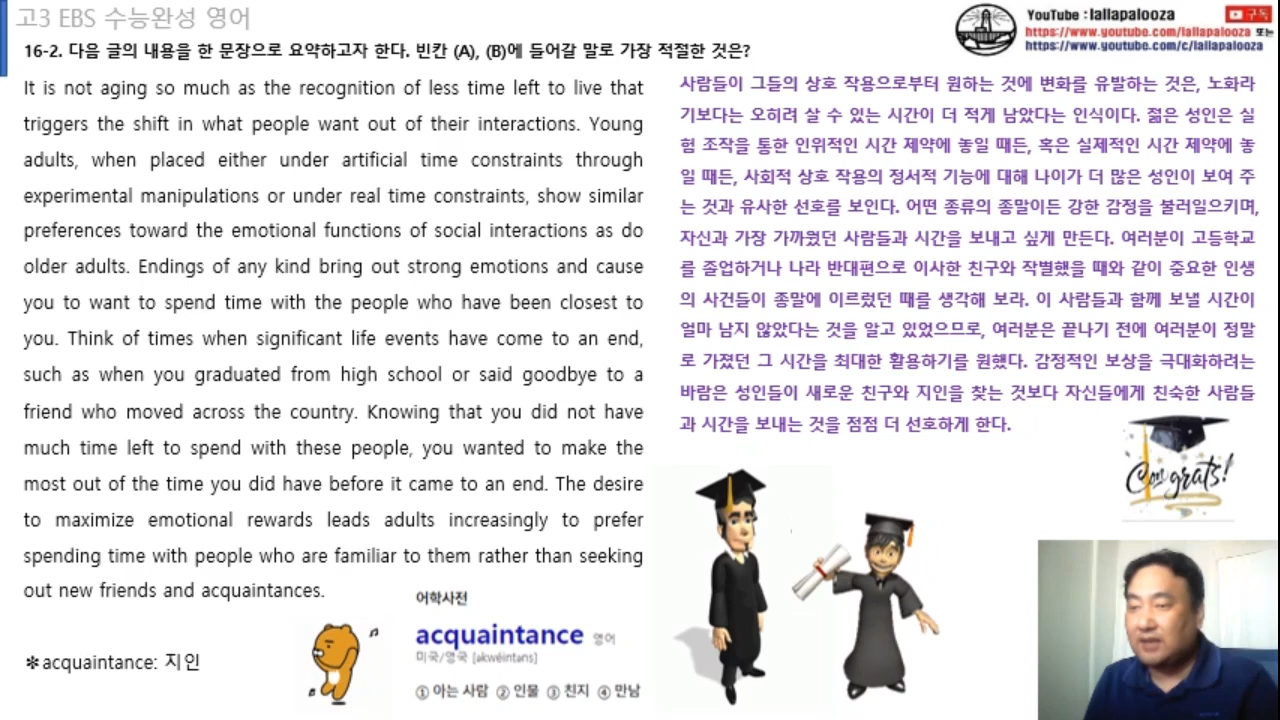 고3 EBS 수능완성 영어
YouTube : lallapalooza
구독
https://www.youtube.com/lallapalooza 또는
https://www.youtube.com/c/lallapalooza
16-2. 다음 글의 내용을 한 문장으로 요약하고자 한다. 빈칸 (A), (B)에 들어갈 말로 가장 적절한 것은?
It is not aging so much as the recognition of less time left to live that
triggers the shift in what people want out of their interactions. Young
adults, when placed either under artificial time constraints through
experimental manipulations or under real time constraints, show similar
preferences toward the emotional functions of social interactions as do
older adults. Endings of any kind bring out strong emotions and cause
you to want to spend time with the people who have been closest to
you. Think of times when significant life events have come to an end,
such as when you graduated from high school or said goodbye to a
friend who moved across the country. Knowing that you did not have
much time left to spend with these people, you wanted to make the
most out of the time you did have before it came to an end. The desire
to maximize emotional rewards leads adults increasingly to prefer
spending time with people who are familiar to them rather than seeking
out new friends and acquaintances.
사람들이 그들의 상호 작용으로부터 원하는 것에 변화를 유발하는 것은, 노화라
기보다는 오히려 살 수 있는 시간이 더 적게 남았다는 인식이다. 젊은 성인은 실
험 조작을 통한 인위적인 시간 제약에 놓일 때든, 혹은 실제적인 시간 제약에 놓
일 때든, 사회적 상호 작용의 정서적 기능에 대해 나이가 더 많은 성인이 보여 주
는 것과 유사한 선호를 보인다. 어떤 종류의 종말이든 강한 감정을 불러일으키며,
자신과 가장 가까웠던 사람들과 시간을 보내고 싶게 만든다. 여러분이 고등학교
를 졸업하거나 나라 반대편으로 이사한 친구와 작별했을 때와 같이 중요한 인생
의 사건들이 종말에 이르렀던 때를 생각해 보라. 이 사람들과 함께 보낼 시간이
얼마 남지 않았다는 것을 알고 있었으므로, 여러분은 끝나기 전에 여러분이 정말
로 가졌던 그 시간을 최대한 활용하기를 원했다. 감정적인 보상을 극대화하려는
바람은 성인들이 새로운 친구와 지인을 찾는 것보다 자신들에게 친숙한 사람들
과 시간을 보내는 것을 점점 더 선호하게 한다.
Congrats!
어학사전
acquaintance 영어
미국/영국 [əkwéintəns]
① 아는 사람 ② 인물 ③ 친지 ④ 만남
✻acquaintance: 지인